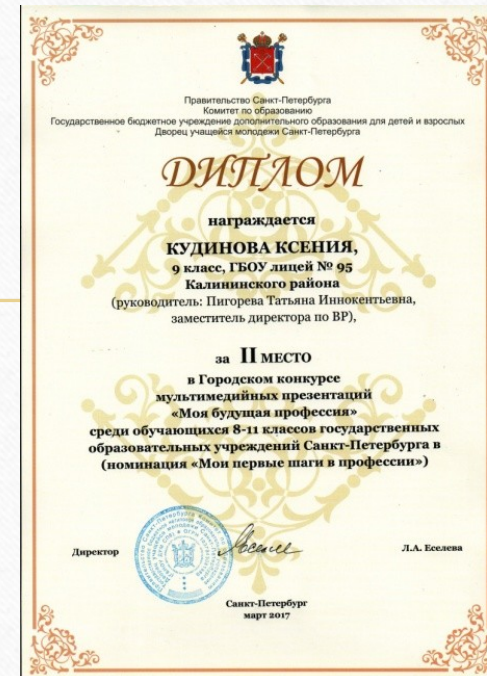 Правительство Санкт-Петербурга
Комитет по образованию
Государственное бюджетное учреждение дополнительного образования для детей и взрослых
Дворец учащейся молодежи Санкт-Петербурга
ДИПЛОМ
награждается
КУДИНОВА КСЕНИЯ,
9 класс, ГБОУ лицей № 95
Калининского района
(руководитель: Пигорева Татьяна Иннокентьевна,
заместитель директора по ВР),
за II МЕСТО
в Городском конкурсе
мультимедийных презентаций
«Моя будущая профессия»
среди обучающихся 8-11 классов государственных
образовательных учреждений Санкт-Петербурга в
(номинация «Мои первые шаги в профессии»)
Директор
Л.А. Еселева
Санкт-Петербург
март 2017